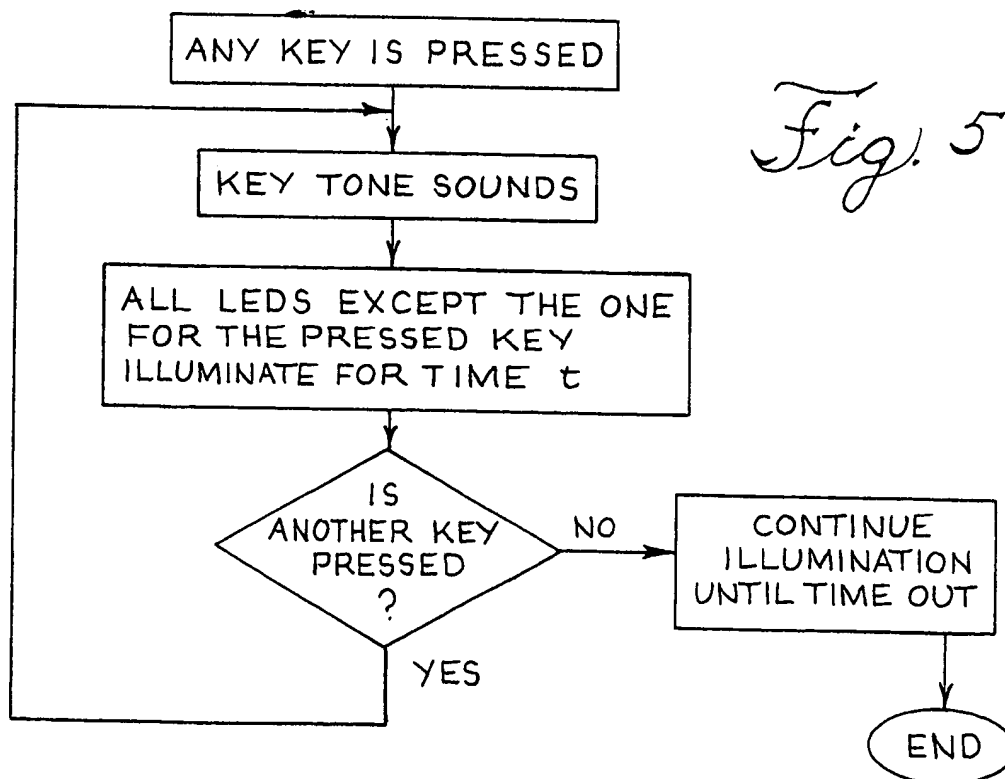 ANY KEY IS PRESSED
Fig. 5
KEY TONE SOUNDS
ALL LEDS EXCEPT THE ONE
FOR THE PRESSED KEY
ILLUMINATE FOR TIME t
IS
ANOTHER KEY
PRESSED
?
NO
CONTINUE
ILLUMINATION
UNTIL TIME OUT
YES
END